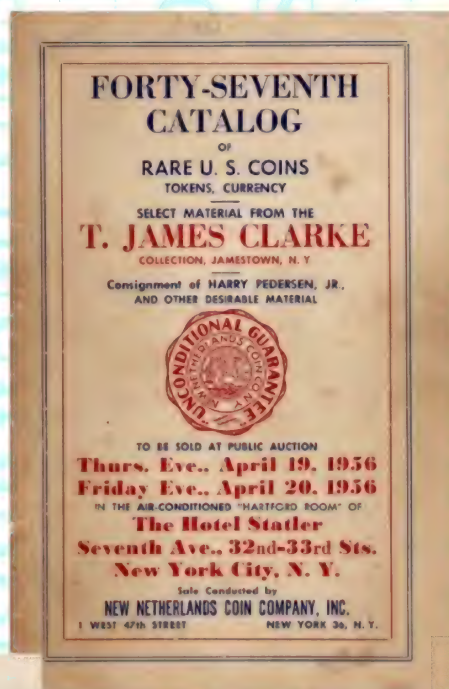 FORTY-SEVENTH
CATALOG
OF
RARE U. S. COINS
TOKENS, CURRENCY
SELECT MATERIAL FROM THE
T. JAMES CLARKE
COLLECTION, JAMESTOWN, N. Y
Consignment of HARRY PEDERSEN, JR.,
AND OTHER DESIRABLE MATERIAL
"UNCONDITIONAL GUARANTEE"
NEW NETHERLANDS COIN CO. N.Y.
TO BE SOLD AT PUBLIC AUCTION
Thurs. Eve., April 19, 1956
Friday Eve., April 20, 1956
IN THE AIR-CONDITIONED "HARTFORD ROOM" OF
The Hotel Statler
Seventh Ave., 32nd-33rd Sts.
New York City, N. Y.
Sale Conducted by
NEW NETHERLANDS COIN COMPANY, INC.
1 WEST 47th STREET NEW YORK 36, N. Y.